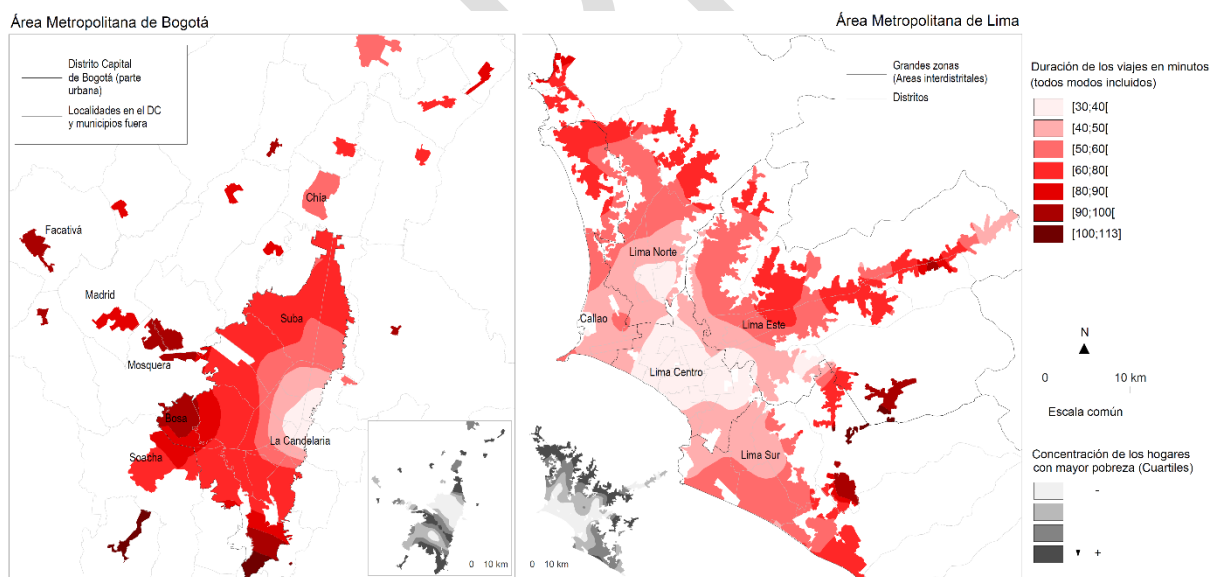 Área Metropolitana de Bogotá
Distrito Capital
de Bogotá (parte
urbana)
Localidades en el DC
y municipios fuera
Chía
Facativá
Madrid
Suba
Mosquera
Bosa
La Candelaria
Soacha
0 10 km
Área Metropolitana de Lima
Grandes zonas
(Areas interdistritales)
Distritos
Lima Norte
Callao
Lima Este
Lima Centro
Lima Sur
0 10 km
Duración de los viajes en minutos
(todos modos incluidos)
[30;40[
[40;50[
[50;60[
[60;80[
[80;90[
[90;100[
[100;113]
N
0 10 km
Escala común
Concentración de los hogares
con mayor pobreza (Cuartiles)
-
+